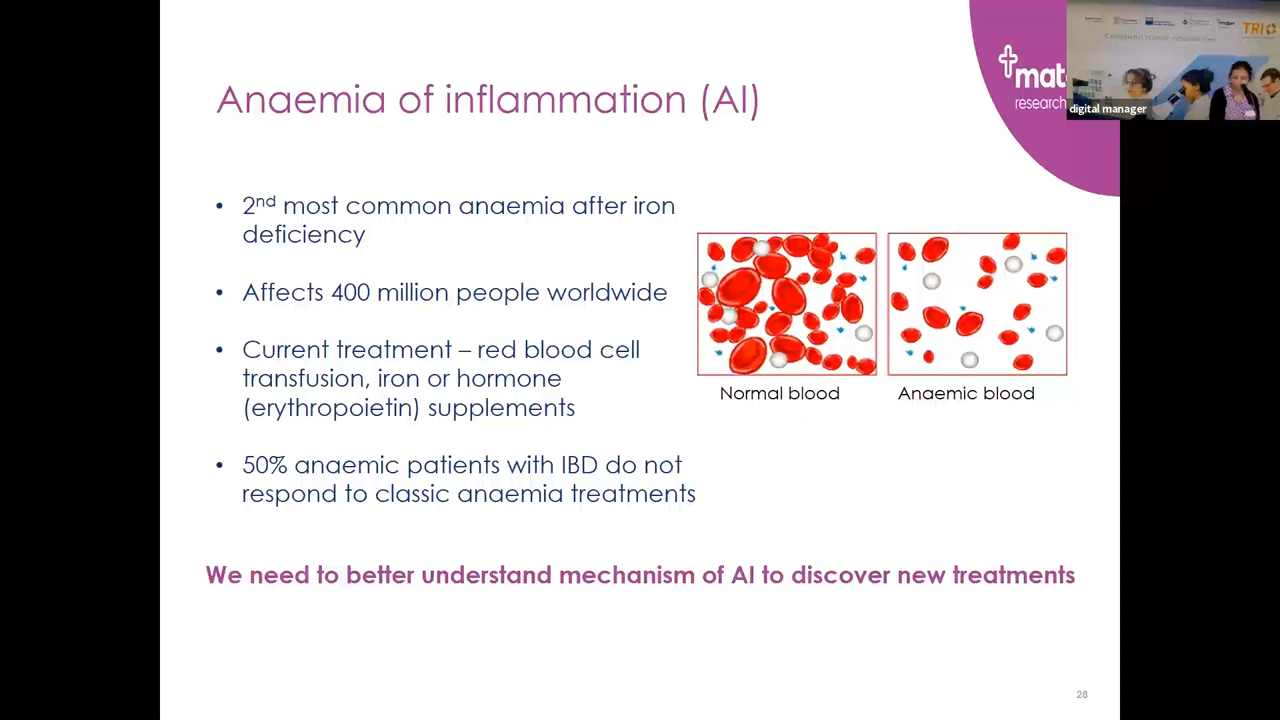 Anaemia of inflammation (AI)
mat
research
TRI
digital manager
• 2nd most common anaemia after iron
deficiency
• Affects 400 million people worldwide
• Current treatment – red blood cell
transfusion, iron or hormone
(erythropoietin) supplements
• 50% anaemic patients with IBD do not
respond to classic anaemia treatments
Normal blood
Anaemic blood
We need to better understand mechanism of AI to discover new treatments
28